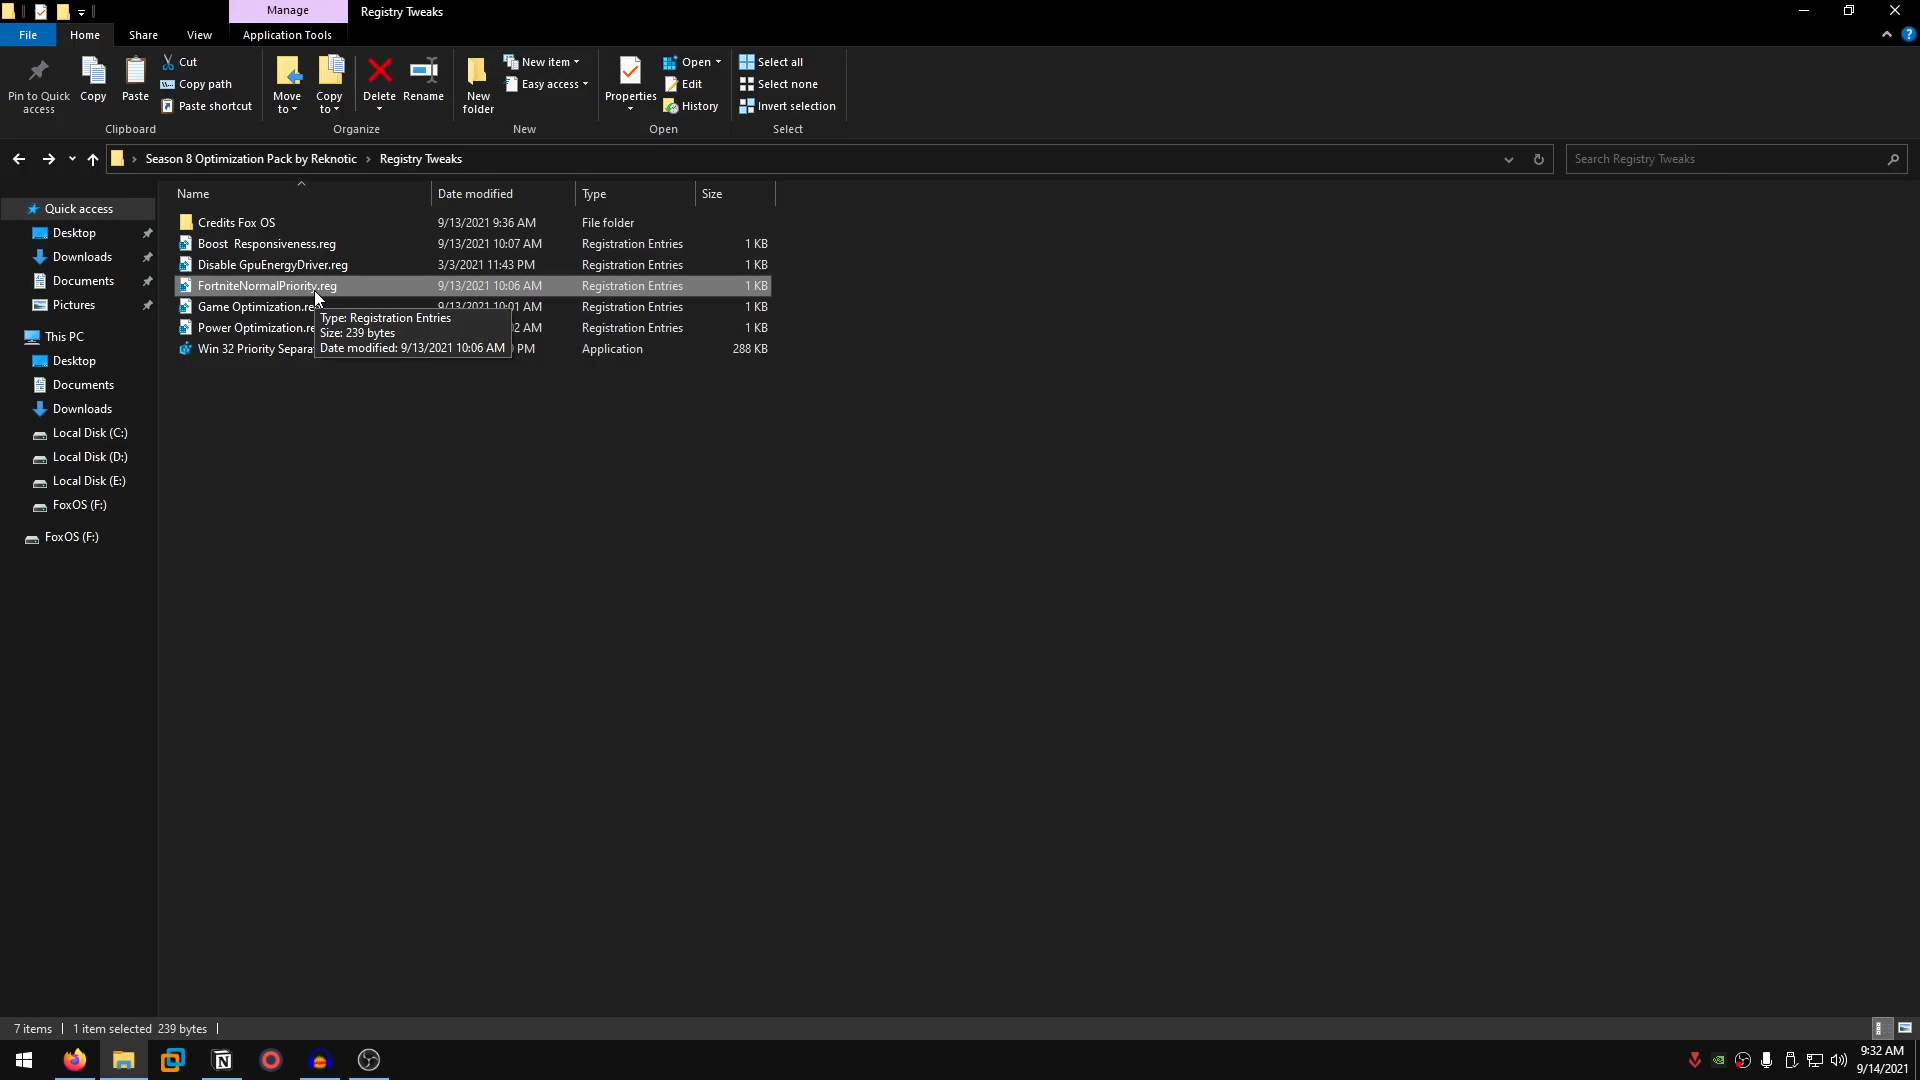 Manage
Registry Tweaks
File
Home
Share
View
Application Tools
Pin to Quick
access
Copy
Paste
Cut
Copy path
Paste shortcut
Clipboard
Move
to
Copy
to
Delete
Rename
Organize
New
folder
New item
Easy access
New
Properties
Open
Edit
History
Open
Select all
Select none
Invert selection
Select
Season 8 Optimization Pack by Reknotic
Registry Tweaks
Search Registry Tweaks
Name
Date modified
Type
Size
Credits Fox OS
9/13/2021 9:36 AM
File folder
Boost Responsiveness.reg
9/13/2021 10:07 AM
Registration Entries
1 KB
Disable GpuEnergyDriver.reg
3/3/2021 11:43 PM
Registration Entries
1 KB
FortniteNormalPriority.reg
9/13/2021 10:06 AM
Registration Entries
1 KB
Game Optimization.re
9/13/2021 10:01 AM
Registration Entries
1 KB
Power Optimization.re
2 AM
Registration Entries
1 KB
Win 32 Priority Separa
PM
Application
288 KB
Type: Registration Entries
Size: 239 bytes
Date modified: 9/13/2021 10:06 AM
Quick access
Desktop
Downloads
Documents
Pictures
This PC
Desktop
Documents
Downloads
Local Disk (C:)
Local Disk (D:)
Local Disk (E:)
FoxOS (F:)
FoxOS (F:)
7 items
1 item selected 239 bytes
9:32 AM
9/14/2021